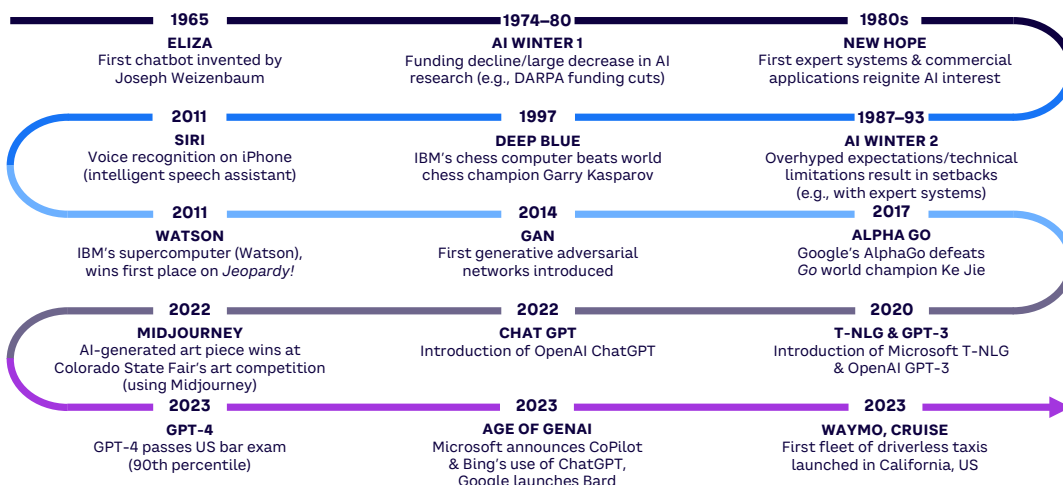 1965
ELIZA
First chatbot invented by
Joseph Weizenbaum
1974–80
AI WINTER 1
Funding decline/large decrease in AI
research (e.g., DARPA funding cuts)
1980s
NEW HOPE
First expert systems & commercial
applications reignite AI interest
2011
SIRI
Voice recognition on iPhone
(intelligent speech assistant)
1997
DEEP BLUE
IBM's chess computer beats world
chess champion Garry Kasparov
1987–93
AI WINTER 2
Overhyped expectations/technical
limitations result in setbacks
(e.g., with expert systems)
2011
WATSON
IBM's supercomputer (Watson),
wins first place on Jeopardy!
2014
GAN
First generative adversarial
networks introduced
2017
ALPHA GO
Google's AlphaGo defeats
Go world champion Ke Jie
2022
MIDJOURNEY
AI-generated art piece wins at
Colorado State Fair's art competition
(using Midjourney)
2022
CHAT GPT
Introduction of OpenAI ChatGPT
2020
T-NLG & GPT-3
Introduction of Microsoft T-NLG
& OpenAI GPT-3
2023
GPT-4
GPT-4 passes US bar exam
(90th percentile)
2023
AGE OF GENAI
Microsoft announces CoPilot
& Bing's use of ChatGPT,
Google launches Bard
2023
WAYMO, CRUISE
First fleet of driverless taxis
launched in California, US